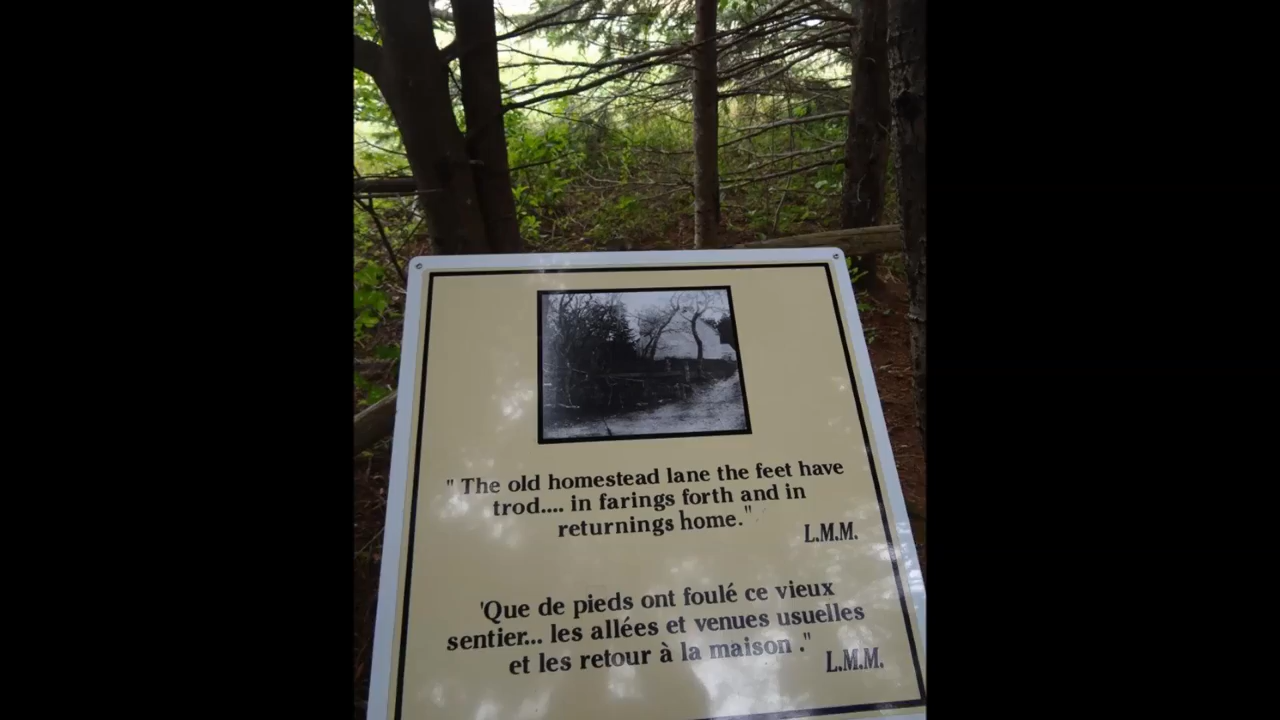 " The old homestead lane the feet have
trod.... in farings forth and in
returnings home."
L.M.M.
'Que de pieds ont foulé ce vieux
sentier... les allées et venues usuelles
et les retour à la maison ."
L.M.M.